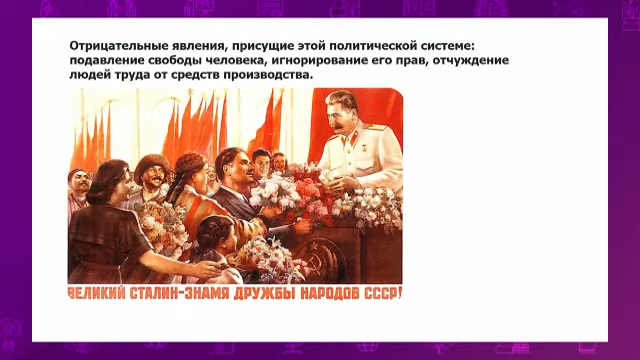 Отрицательные явления, присущие этой политической системе:
подавление свободы человека, игнорирование его прав, отчуждение
людей труда от средств производства.
ВЕЛИКИЙ СТАЛИН-ЗНАМЯ ДРУЖБЫ НАРОДОВ СССР!